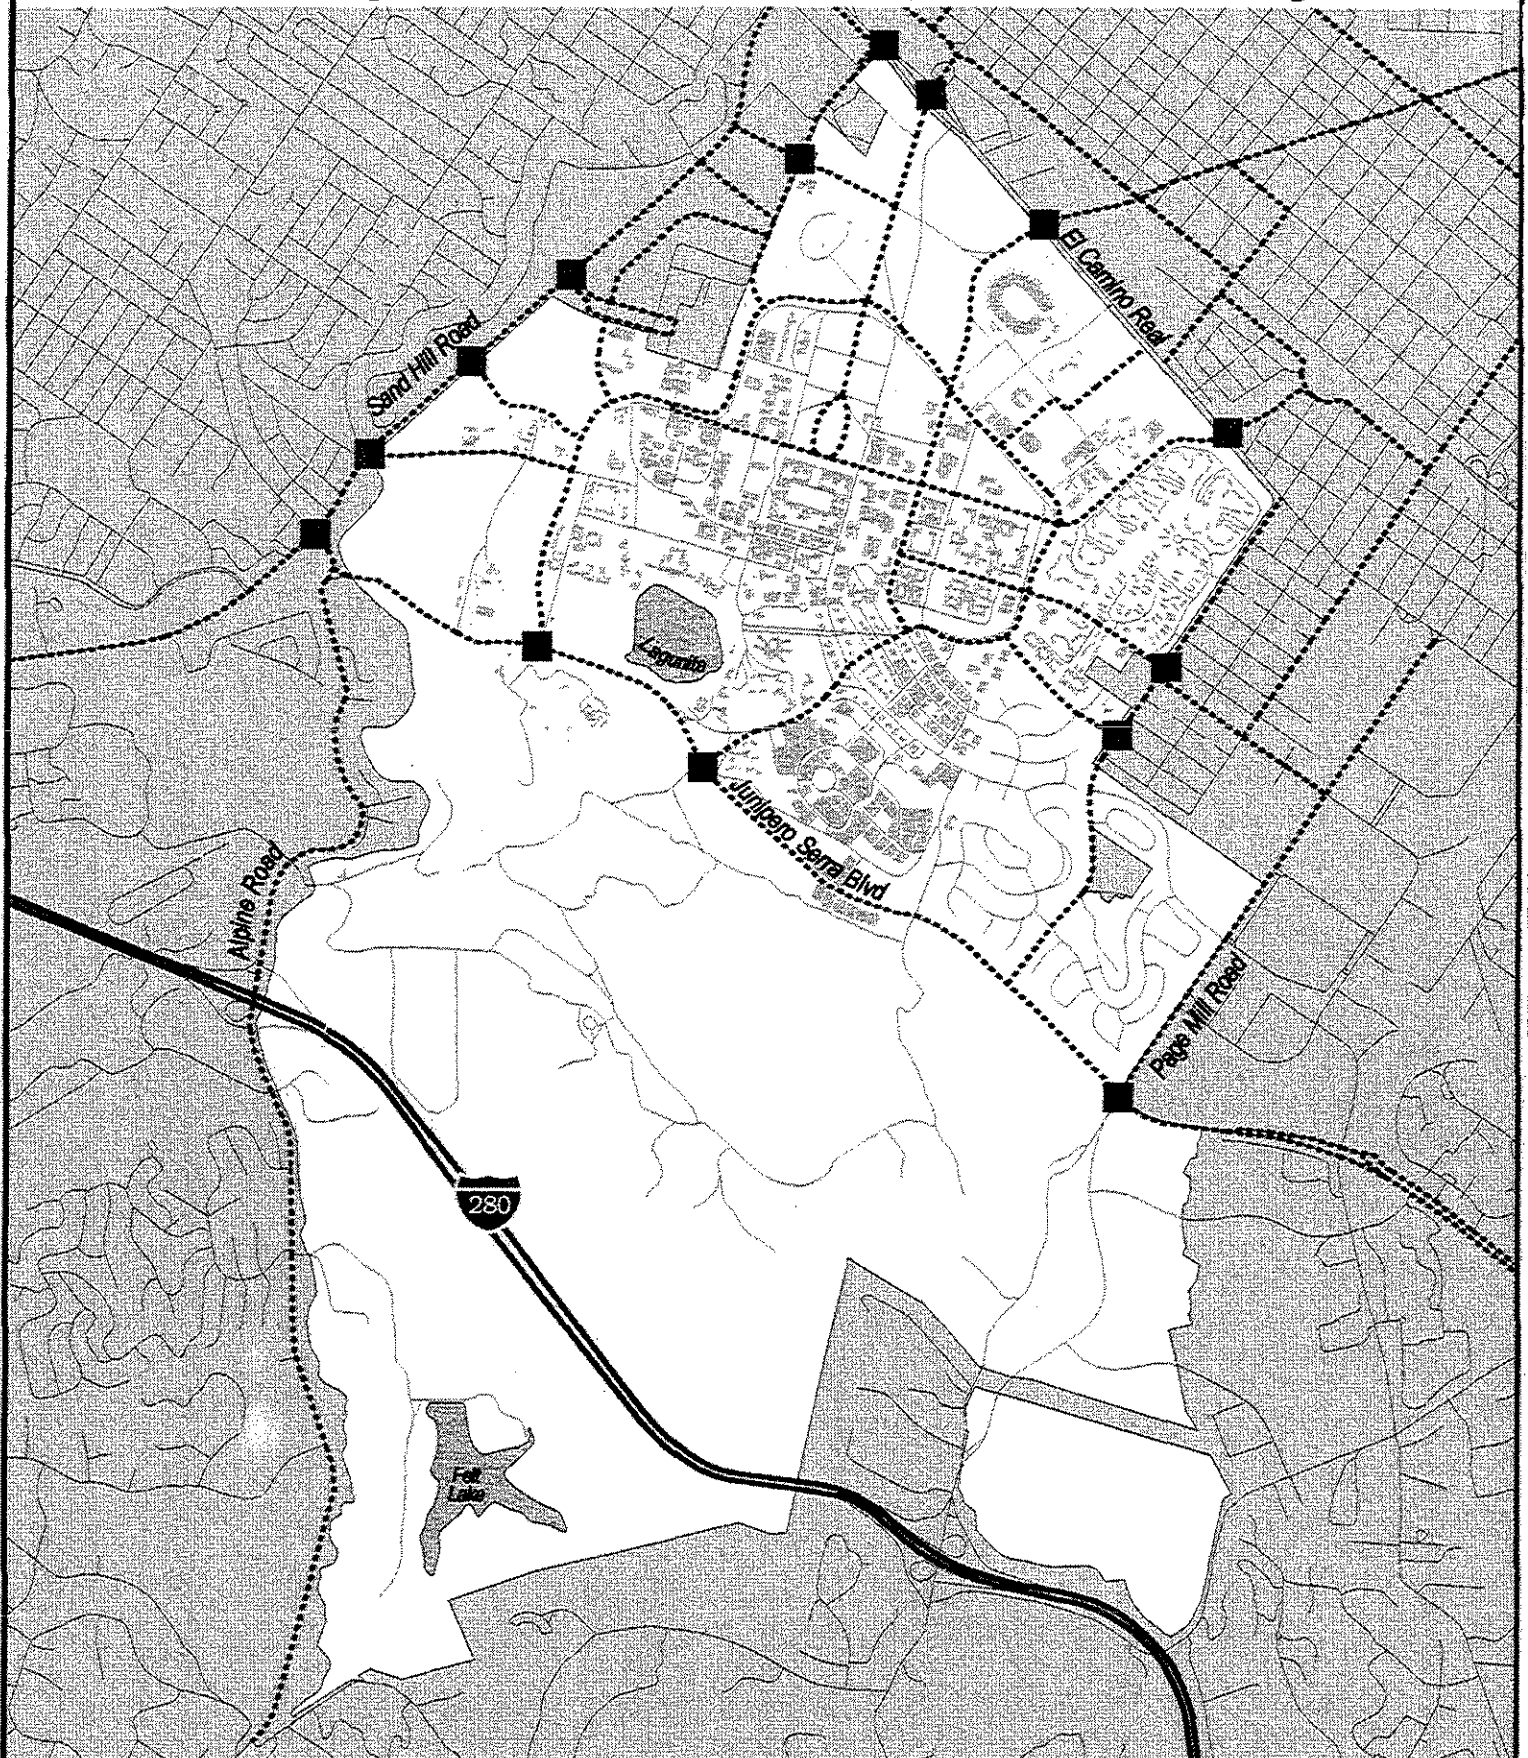 El Camino Real
Sand Hill Road
Lagunita
Junipero Serra Blvd
Alpine Road
Page Mill Road
280
Felt
Lake